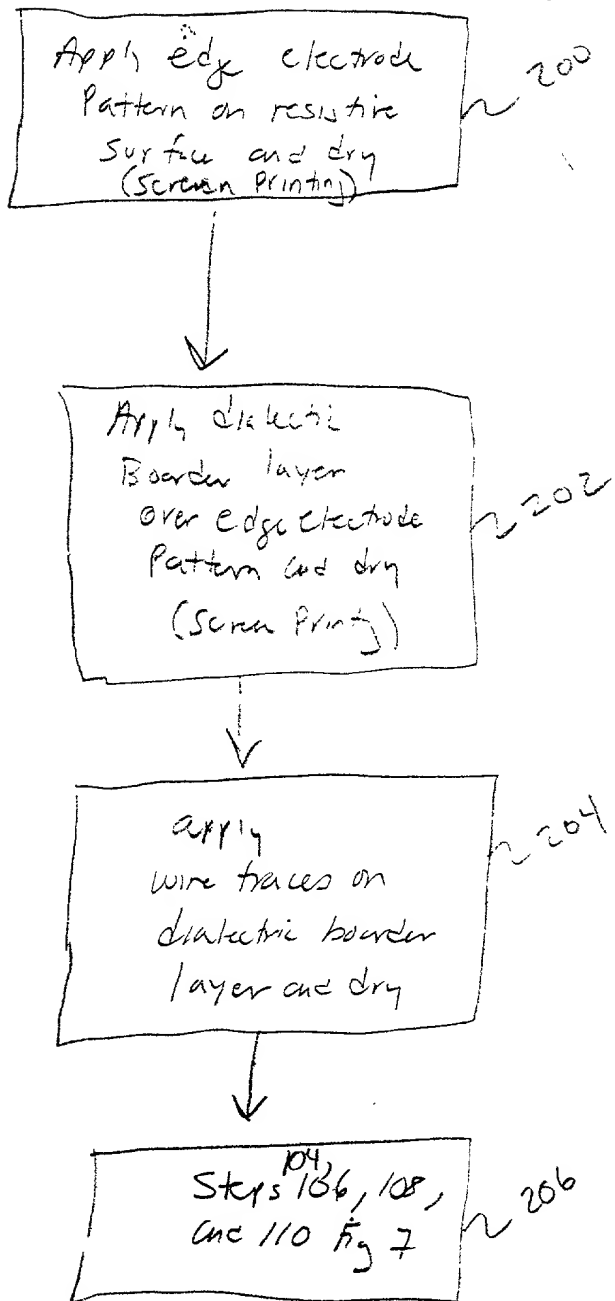 Apply edge electrode
Pattern on resistive
Surface and dry
(Screen Printing)
200
Apply dialectic
Boarder layer
over edge electrode
Pattern and dry
(Screen Printing)
202
apply
wire traces on
dialectric boarder
layer and dry
204
104,
Steps 106, 108,
and 110 Fig 7
206